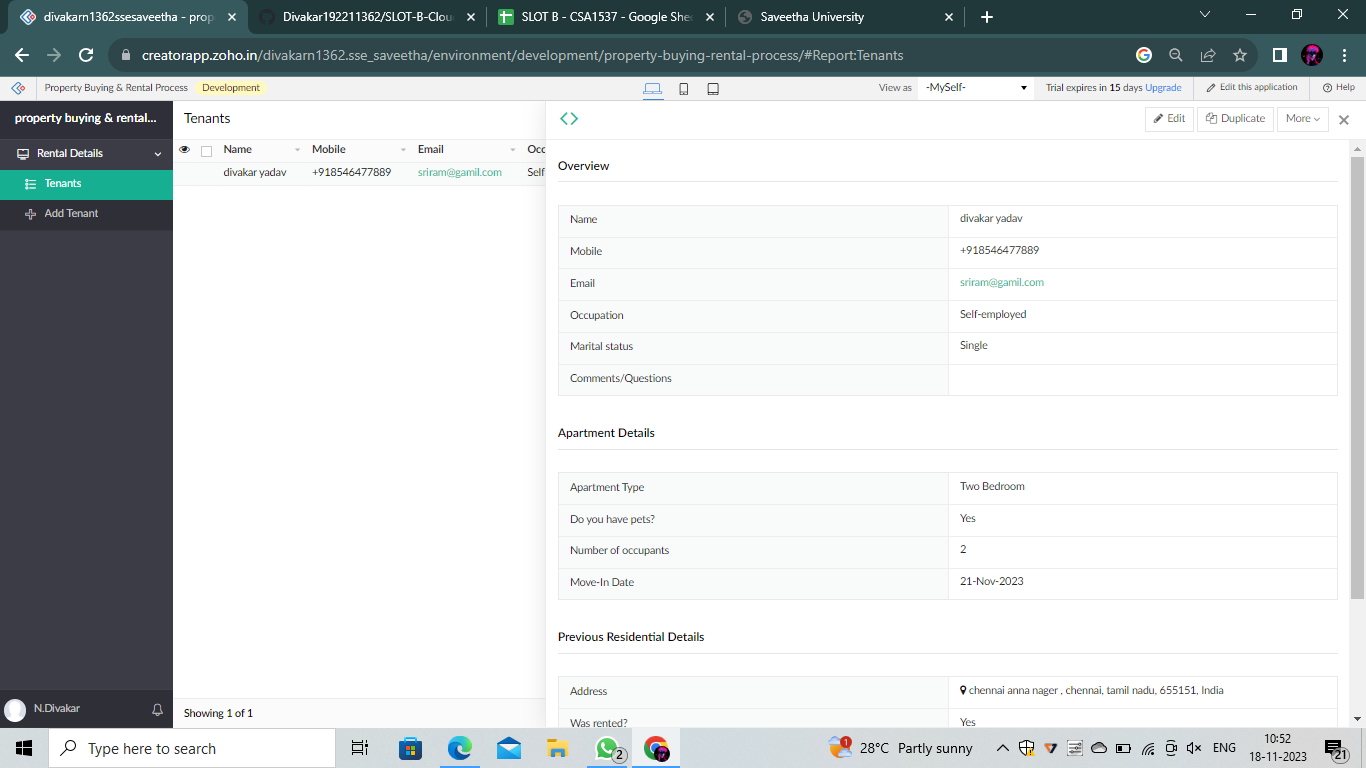 divakarn1362ssesaveetha - prop
Divakar192211362/SLOT-B-Clou
SLOT B - CSA1537 - Google She
Saveetha University
creatorapp.zoho.in/divakarn1362.sse_saveetha/environment/development/property-buying-rental-process/#Report:Tenants
Property Buying & Rental Process Development
View as -MySelf- Trial expires in 15 days Upgrade Edit this application Help
property buying & rental...
Tenants
Edit Duplicate More
Rental Details
Tenants
Add Tenant
Name Mobile Email Occ
divakar yadav +918546477889 sriram@gamil.com Self
Overview
Name divakar yadav
Mobile +918546477889
Email sriram@gamil.com
Occupation Self-employed
Marital status Single
Comments/Questions
Apartment Details
Apartment Type Two Bedroom
Do you have pets? Yes
Number of occupants 2
Move-In Date 21-Nov-2023
Previous Residential Details
Address chennai anna nager , chennai, tamil nadu, 655151, India
Was rented? Yes
N.Divakar
Showing 1 of 1
Type here to search
2
1
28°C Partly sunny
ENG
10:52
18-11-2023
21